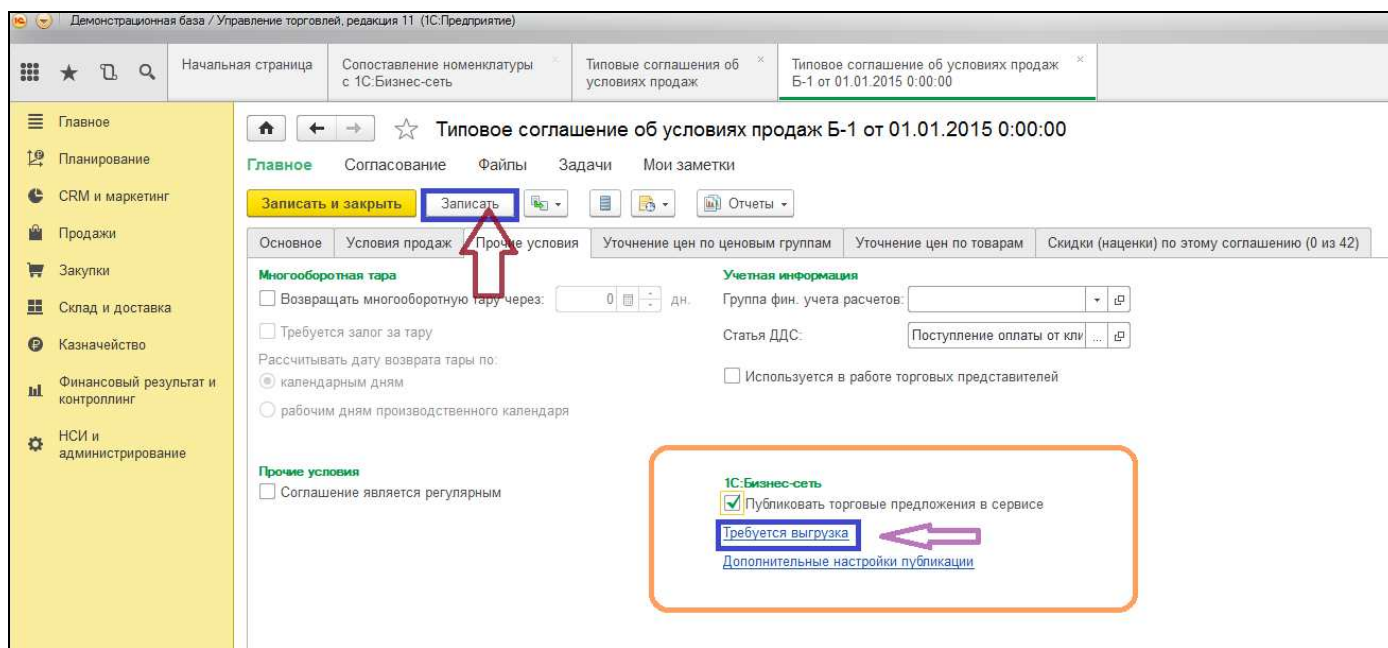 Демонстрационная база / Управление торговлей, редакция 11 (1С:Предприятие)
Начальная страница
Сопоставление номенклатуры
с 1С:Бизнес-сеть
Типовые соглашения об
условиях продаж
Типовое соглашение об условиях продаж
Б-1 от 01.01.2015 0:00:00
Главное
Планирование
CRM и маркетинг
Продажи
Закупки
Склад и доставка
Казначейство
Финансовый результат и
контроллинг
НСИ и
администрирование
Типовое соглашение об условиях продаж Б-1 от 01.01.2015 0:00:00
Главное Согласование Файлы Задачи Мои заметки
Записать и закрыть Записать Отчеты
Основное Условия продаж Прочие условия Уточнение цен по ценовым группам Уточнение цен по товарам Скидки (наценки) по этому соглашению (0 из 42)
Многооборотная тара
Возвращать многооборотную тару через: 0 дн.
Требуется залог за тару
Рассчитывать дату возврата тары по:
календарным дням
рабочим дням производственного календаря
Учетная информация
Группа фин. учета расчетов:
Статья ДДС: Поступление оплаты от кли ...
Используется в работе торговых представителей
Прочие условия
Соглашение является регулярным
1С:Бизнес-сеть
Публиковать торговые предложения в сервисе
Требуется выгрузка
Дополнительные настройки публикации